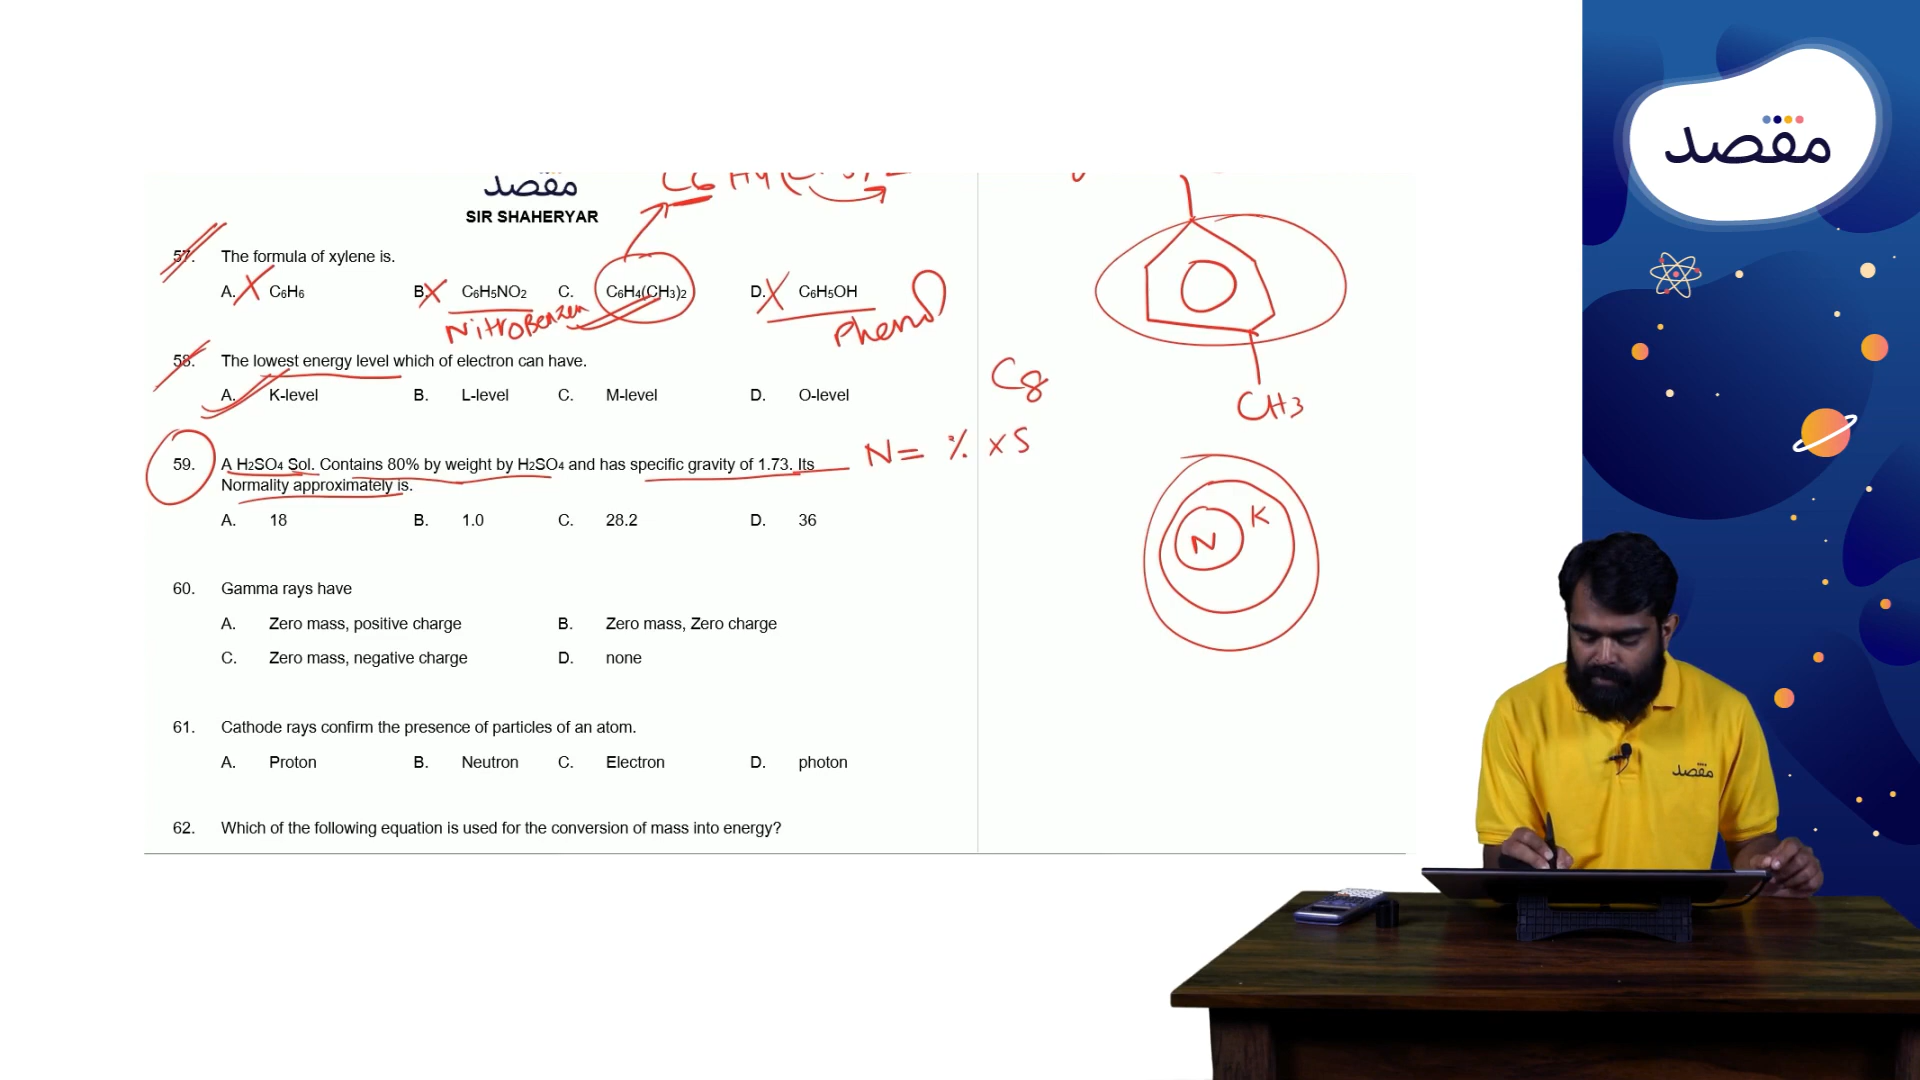 مقصد
مقصد
SIR SHAHERYAR
57. The formula of xylene is.
A. C6H6 B. C6H5NO2 C. C6H4(CH3)2 D. C6H5OH
NitroBenzen
Phenol
58. The lowest energy level which of electron can have.
A. K-level B. L-level C. M-level D. O-level
C8
CH3
59. A H2SO4 Sol. Contains 80% by weight by H2SO4 and has specific gravity of 1.73. Its
Normality approximately is.
N = % x S
A. 18 B. 1.0 C. 28.2 D. 36
N K
60. Gamma rays have
A. Zero mass, positive charge B. Zero mass, Zero charge
C. Zero mass, negative charge D. none
61. Cathode rays confirm the presence of particles of an atom.
A. Proton B. Neutron C. Electron D. photon
62. Which of the following equation is used for the conversion of mass into energy?
مقصد